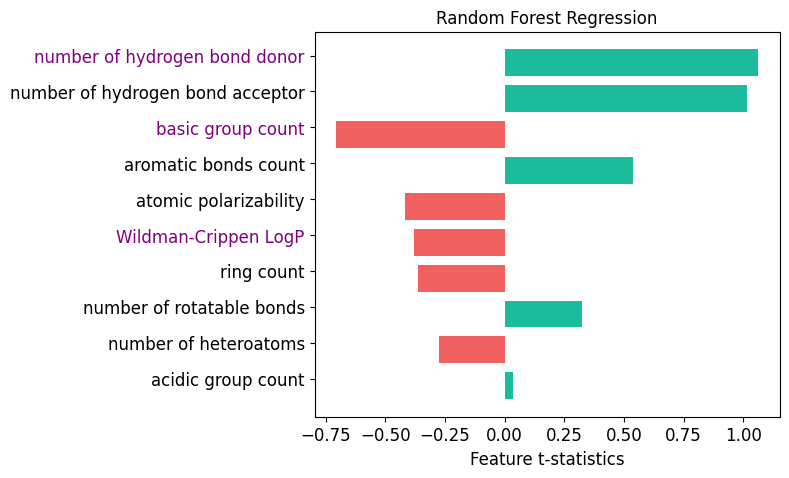 Random Forest Regression
number of hydrogen bond donor
number of hydrogen bond acceptor
basic group count
aromatic bonds count
atomic polarizability
Wildman-Crippen LogP
ring count
number of rotatable bonds
number of heteroatoms
acidic group count
−0.75 −0.50 −0.25 0.00 0.25 0.50 0.75 1.00
Feature t-statistics